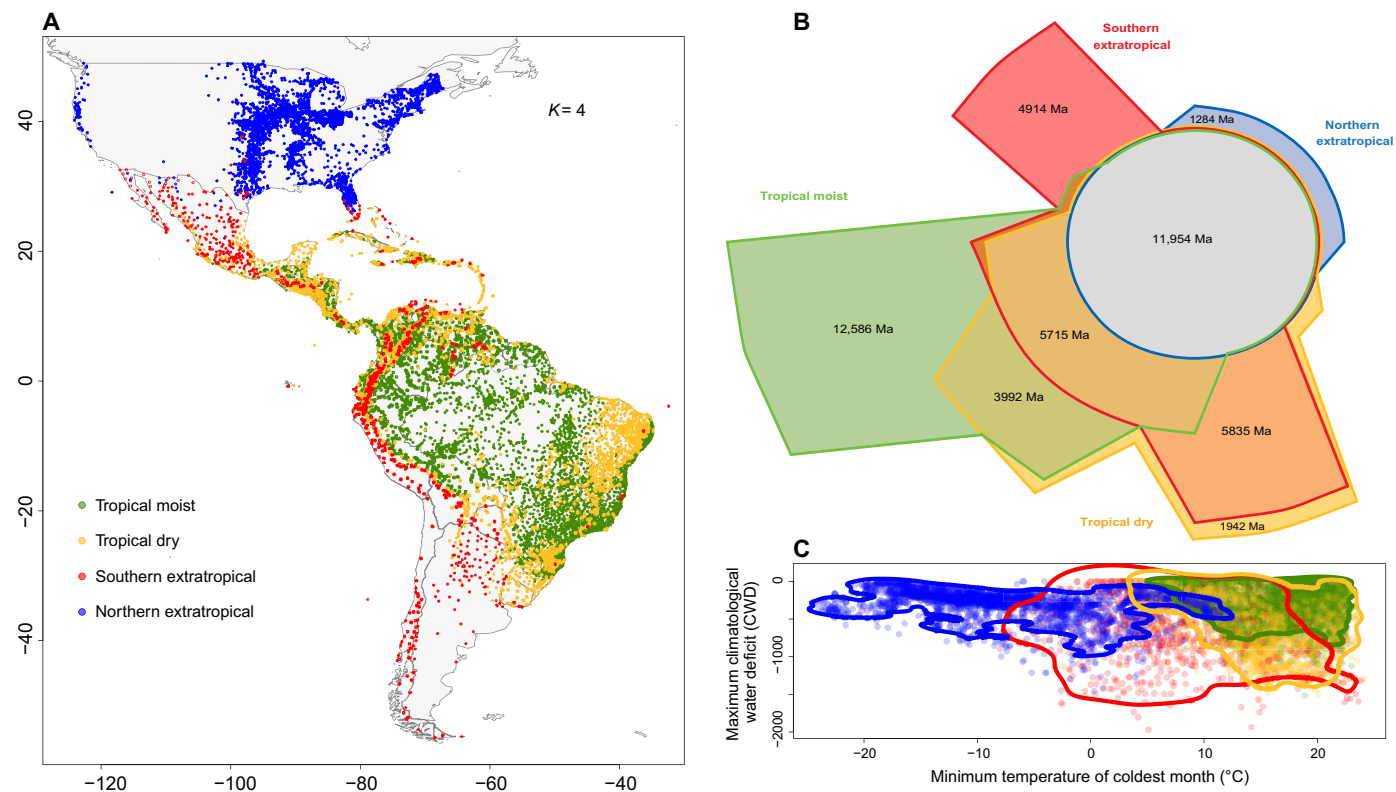 A
K= 4
40
20
0
−20
−40
−120
−100
−80
−60
−40
Tropical moist
Tropical dry
Southern extratropical
Northern extratropical
B
Southern
extratropical
4914 Ma
1284 Ma
Northern
extratropical
Tropical moist
11,954 Ma
12,586 Ma
5715 Ma
3992 Ma
5835 Ma
Tropical dry
1942 Ma
C
Maximum climatological
water deficit (CWD)
0
−1000
−2000
−20
−10
0
10
20
Minimum temperature of coldest month (°C)